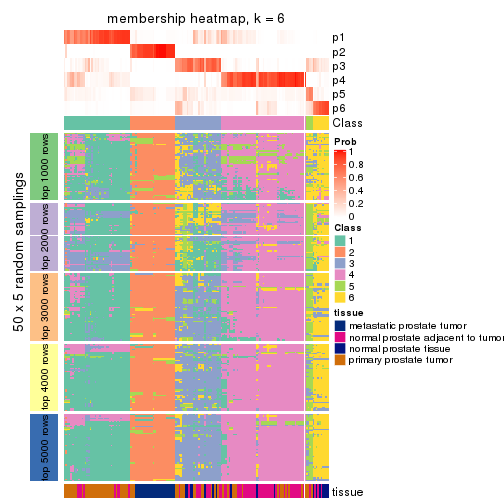 membership heatmap, k = 6
p1
p2
p3
p4
p5
p6
Class
50 x 5 random samplings
top 1000 rows
top 2000 rows
top 3000 rows
top 4000 rows
top 5000 rows
Prob
1
0.8
0.6
0.4
0.2
0
Class
1
2
3
4
5
6
tissue
metastatic prostate tumor
normal prostate adjacent to tumor
normal prostate tissue
primary prostate tumor
tissue